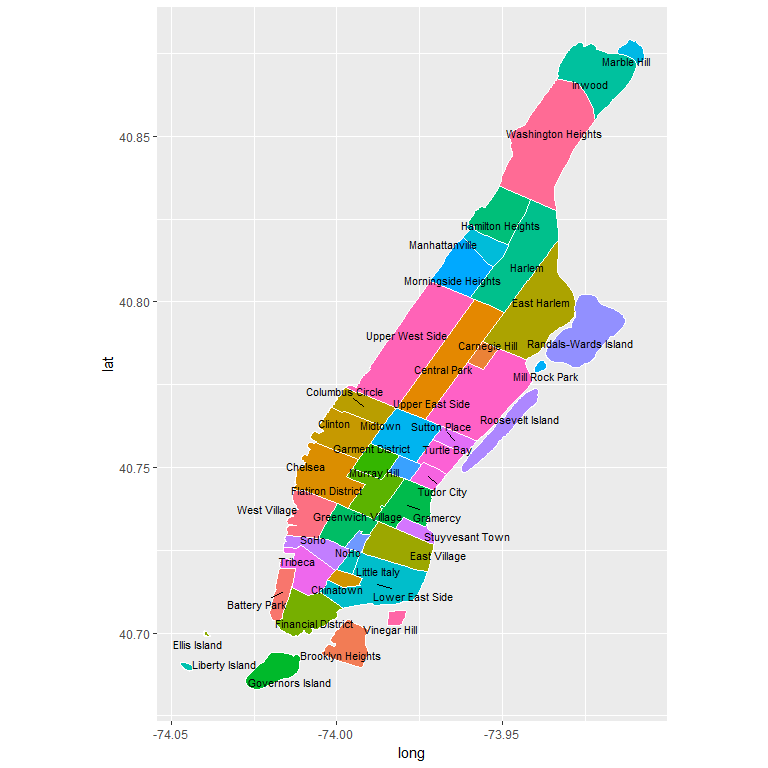 Marble Hill
Inwood
40.85
Washington Heights
Hamilton Heights
Manhattanville
Harlem
Morningside Heights
40.80
East Harlem
Upper West Side
Carnegie Hill
Randals-Wards Island
lat
Central Park
Mill Rock Park
Columbus Circle
Upper East Side
Roosevelt Island
Clinton
Midtown
Sutton Place
Garment District
Turtle Bay
40.75
Chelsea
Murray Hill
Flatiron District
Tudor City
West Village
Greenwich Village
Gramercy
SoHo
Stuyvesant Town
NoHo
East Village
Tribeca
Little Italy
Chinatown
Lower East Side
Battery Park
Financial District
Vinegar Hill
40.70
Ellis Island
Brooklyn Heights
Liberty Island
Governors Island
-74.05
-74.00
-73.95
long